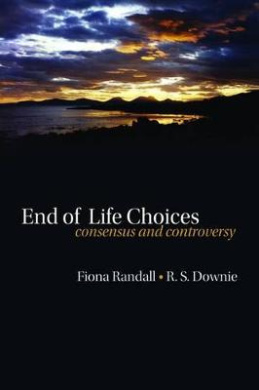 End of Life Choices
consensus and controversy
Fiona Randall • R. S. Downie